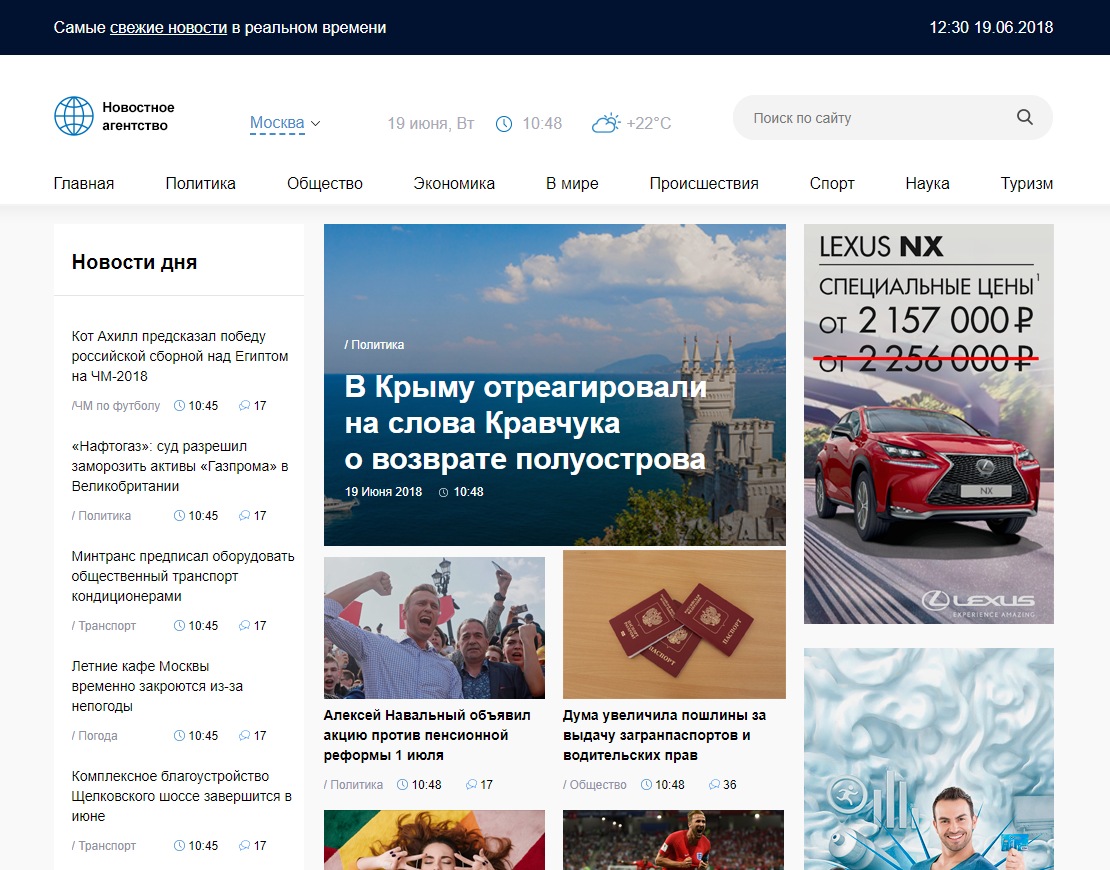 Самые свежие новости в реальном времени
12:30 19.06.2018
Новостное
агентство
Москва
19 июня, Вт
10:48
+22°C
Поиск по сайту
Главная Политика Общество Экономика В мире Происшествия Спорт Наука Туризм
Новости дня
Кот Ахилл предсказал победу
российской сборной над Египтом
на ЧМ-2018
/ЧМ по футболу 10:45 17
«Нафтогаз»: суд разрешил
заморозить активы «Газпрома» в
Великобритании
/ Политика 10:45 17
Минтранс предписал оборудовать
общественный транспорт
кондиционерами
/ Транспорт 10:45 17
Летние кафе Москвы
временно закроются из-за
непогоды
/ Погода 10:45 17
Комплексное благоустройство
Щелковского шоссе завершится в
июне
/ Транспорт 10:45 17
/ Политика
В Крыму отреагировали
на слова Кравчука
о возврате полуострова
19 Июня 2018 10:48
Алексей Навальный объявил
акцию против пенсионной
реформы 1 июля
/ Политика 10:48 17
ПАСПОРТ
ПАСПОРТ
Дума увеличила пошлины за
выдачу загранпаспортов и
водительских прав
/ Общество 10:48 36
LEXUS NX
СПЕЦИАЛЬНЫЕ ЦЕНЫ¹
ОТ 2 157 000 ₽
ОТ 2 256 000 ₽
NX
LEXUS
EXPERIENCE AMAZING